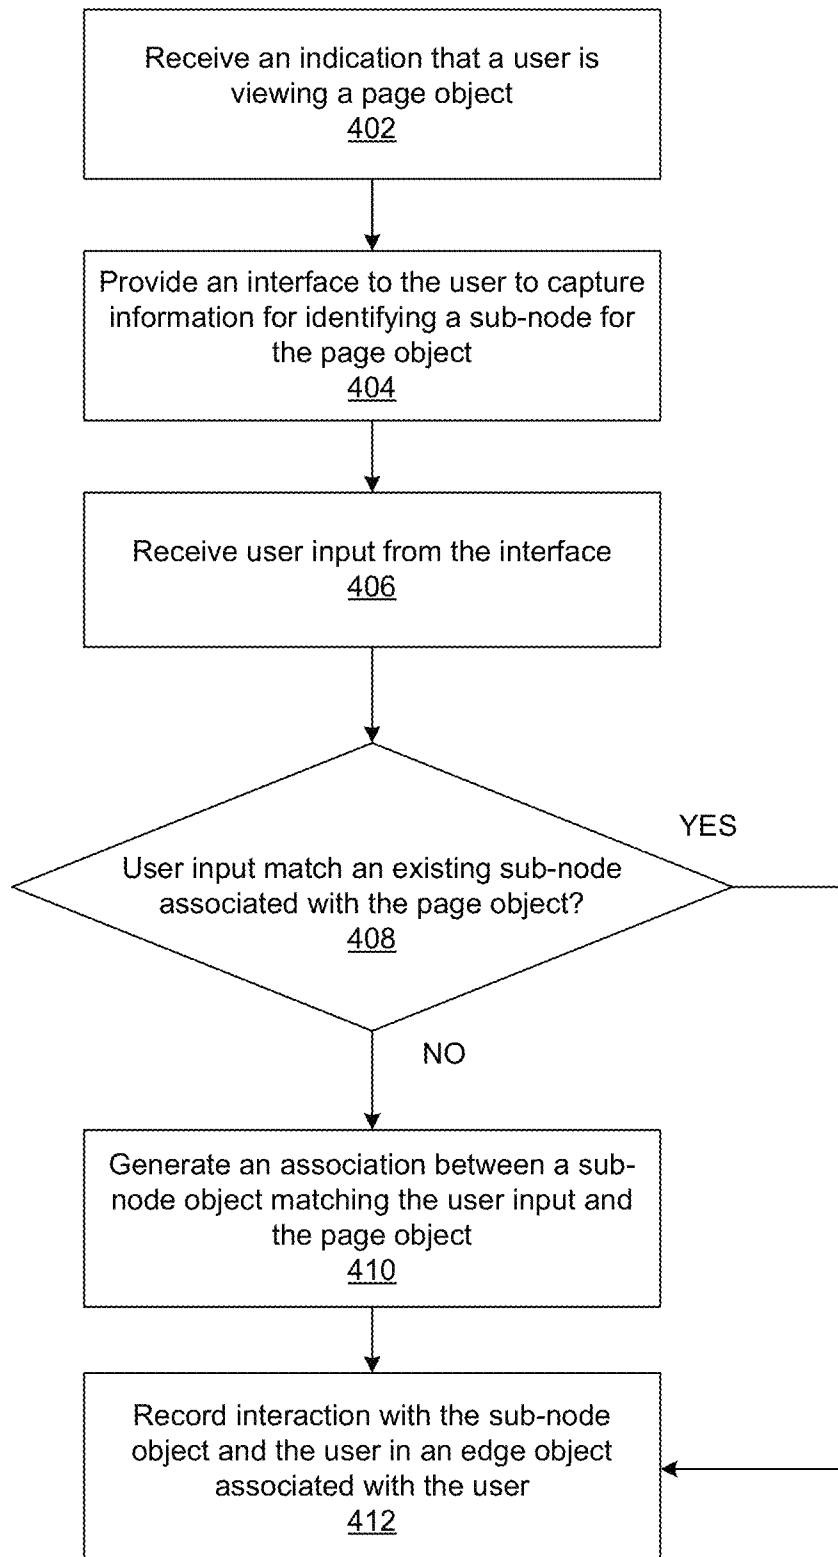 Receive an indication that a user is
viewing a page object
402
Provide an interface to the user to capture
information for identifying a sub-node for
the page object
404
Receive user input from the interface
406
YES
User input match an existing sub-node
associated with the page object?
408
NO
Generate an association between a sub-
node object matching the user input and
the page object
410
Record interaction with the sub-node
object and the user in an edge object
associated with the user
412